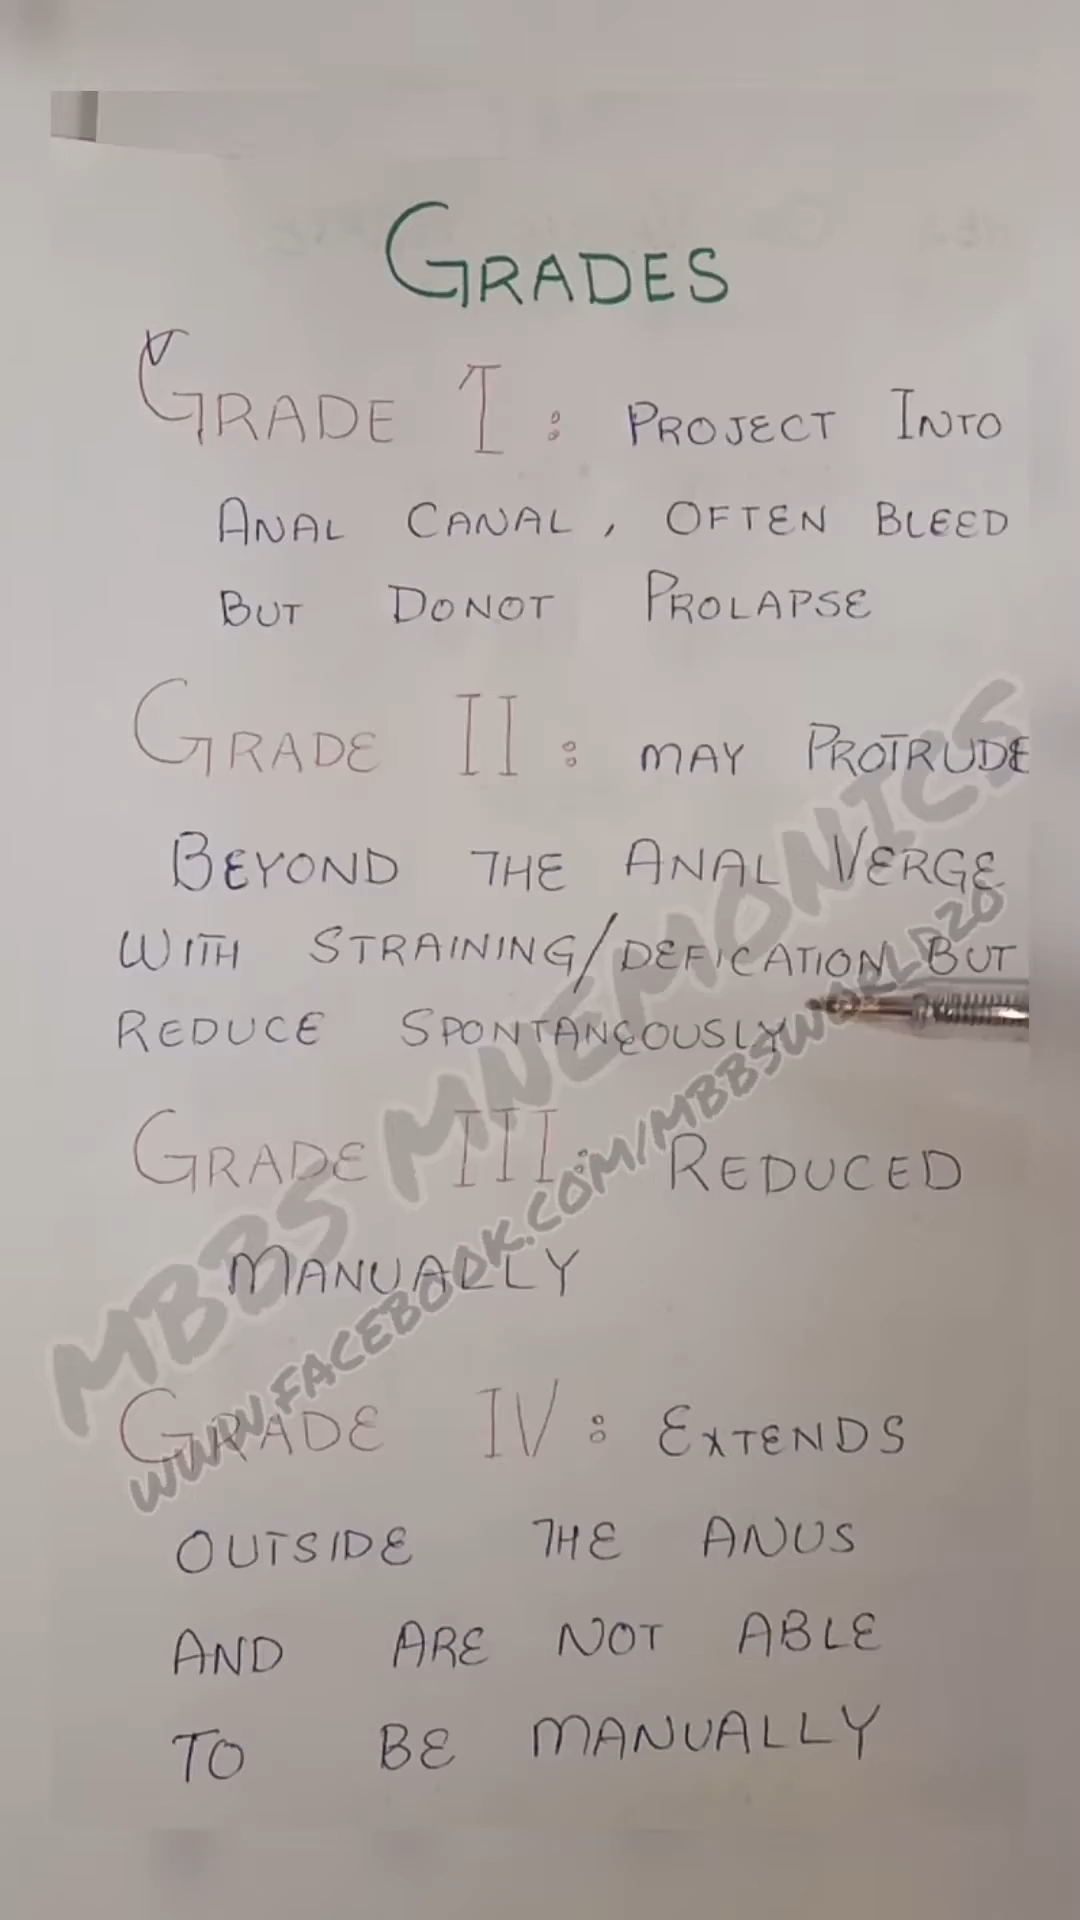 GRADES
GRADE I : PROJECT INTO
ANAL CANAL, OFTEN BLEED
BUT DONOT PROLAPSE
GRADE II : MAY PROTRUDE
BEYOND THE ANAL VERGE
WITH STRAINING/DEFICATION BUT
REDUCE SPONTANEOUSLY
GRADE III : REDUCED
MANUALLY
GRADE IV : EXTENDS
OUTSIDE THE ANUS
AND ARE NOT ABLE
TO BE MANUALLY
MBBS MNEMONICS
WWW.FACEBOOK.COM/MBBSWORLD20